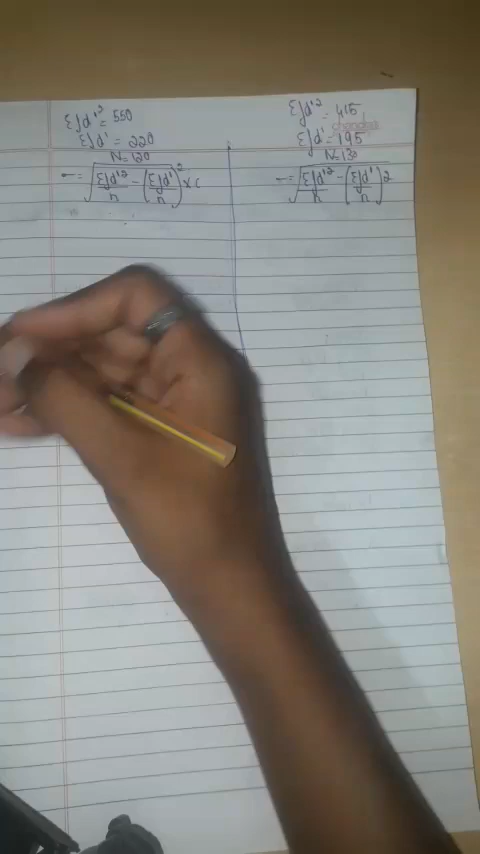 Σfd'² = 550
Σfd' = 220
N=120
σ = √Σfd'²/n - (Σfd'/n)² × c
Σfd'² = 415
Σfd' = 195
N=130
σ = √Σfd'²/n - (Σfd'/n)2